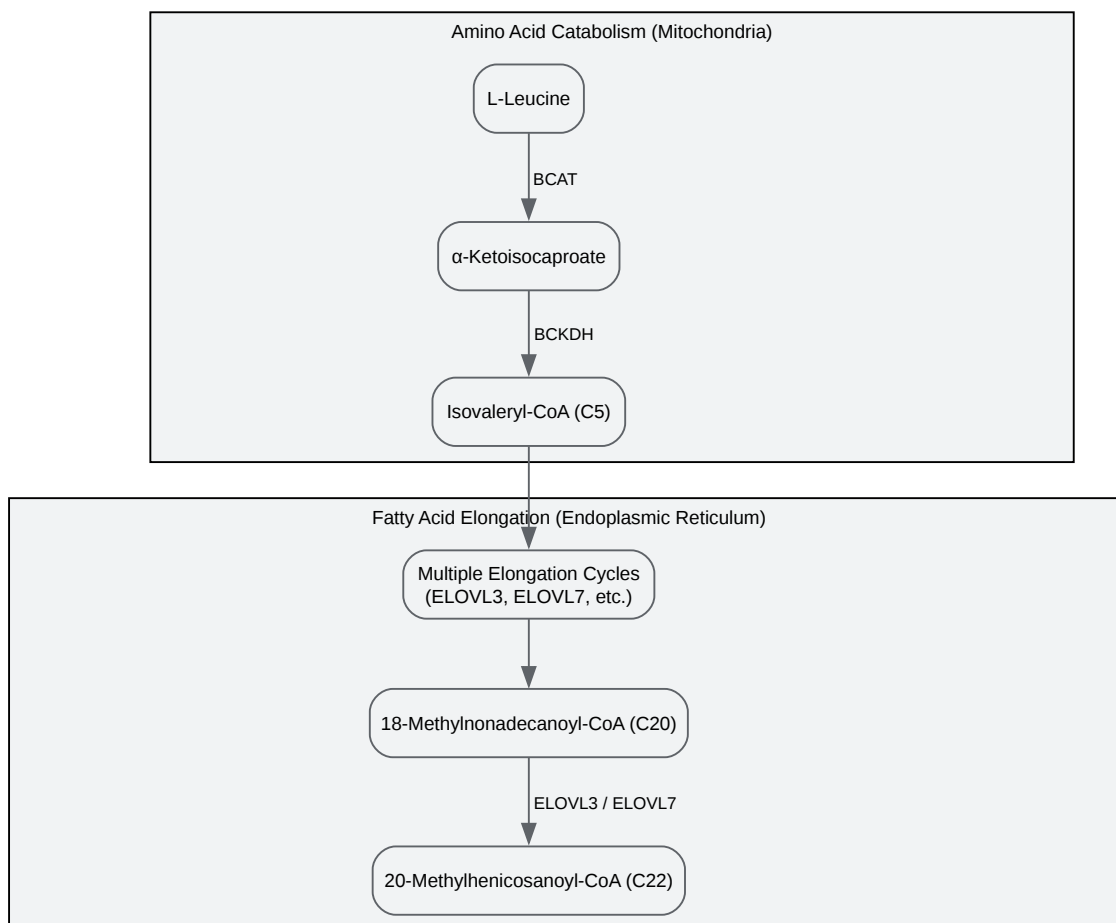 Amino Acid Catabolism (Mitochondria)
L-Leucine
BCAT
α-Ketoisocaproate
BCKDH
Isovaleryl-CoA (C5)
Fatty Acid Elongation (Endoplasmic Reticulum)
Multiple Elongation Cycles
(ELOVL3, ELOVL7, etc.)
18-Methylnonadecanoyl-CoA (C20)
ELOVL3 / ELOVL7
20-Methylhenicosanoyl-CoA (C22)